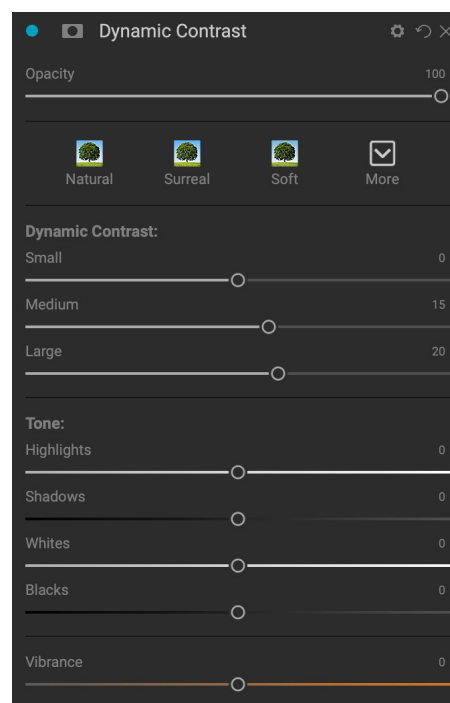 Dynamic Contrast
Opacity 100
Natural Surreal Soft More
Dynamic Contrast:
Small 0
Medium 15
Large 20
Tone:
Highlights 0
Shadows 0
Whites 0
Blacks 0
Vibrance 0